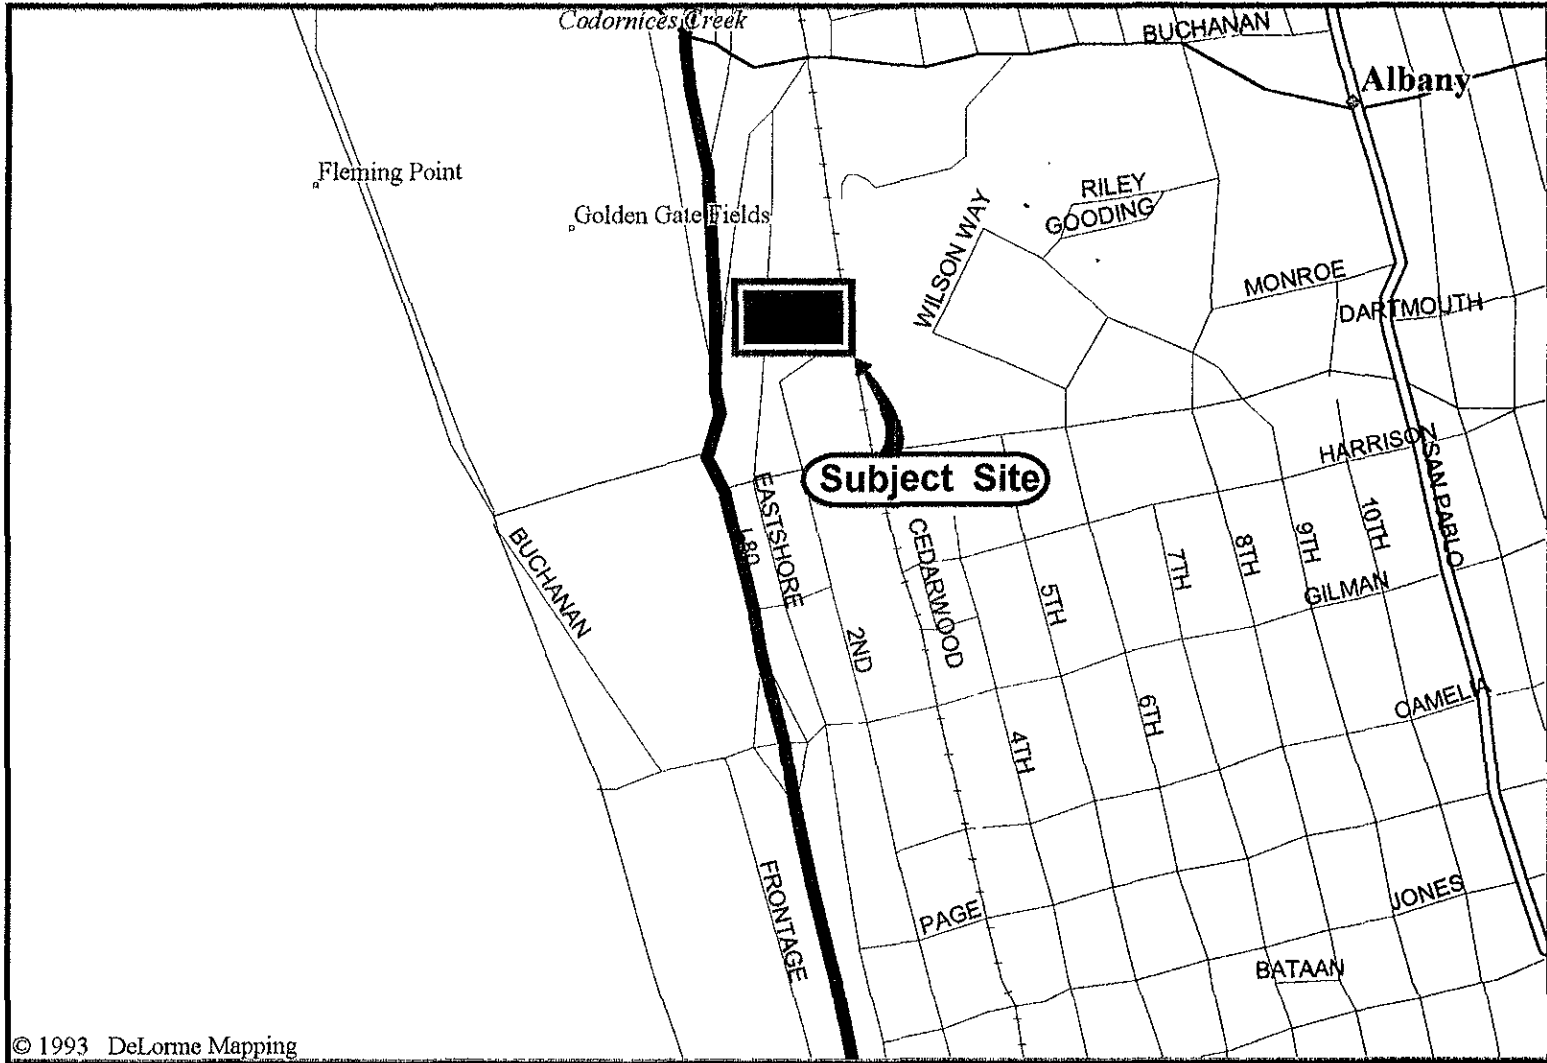 Codornices Creek
BUCHANAN
Albany
Fleming Point
Golden Gate Fields
RILEY
GOODING
WILSON WAY
MONROE
DARTMOUTH
HARRISON
SAN PABLO
Subject Site
EASTSHORE
I 80
BUCHANAN
CEDARWOOD
2ND
5TH
7TH
8TH
9TH
10TH
GILMAN
4TH
6TH
CAMELIA
FRONTAGE
PAGE
JONES
BATAAN
© 1993 DeLorme Mapping